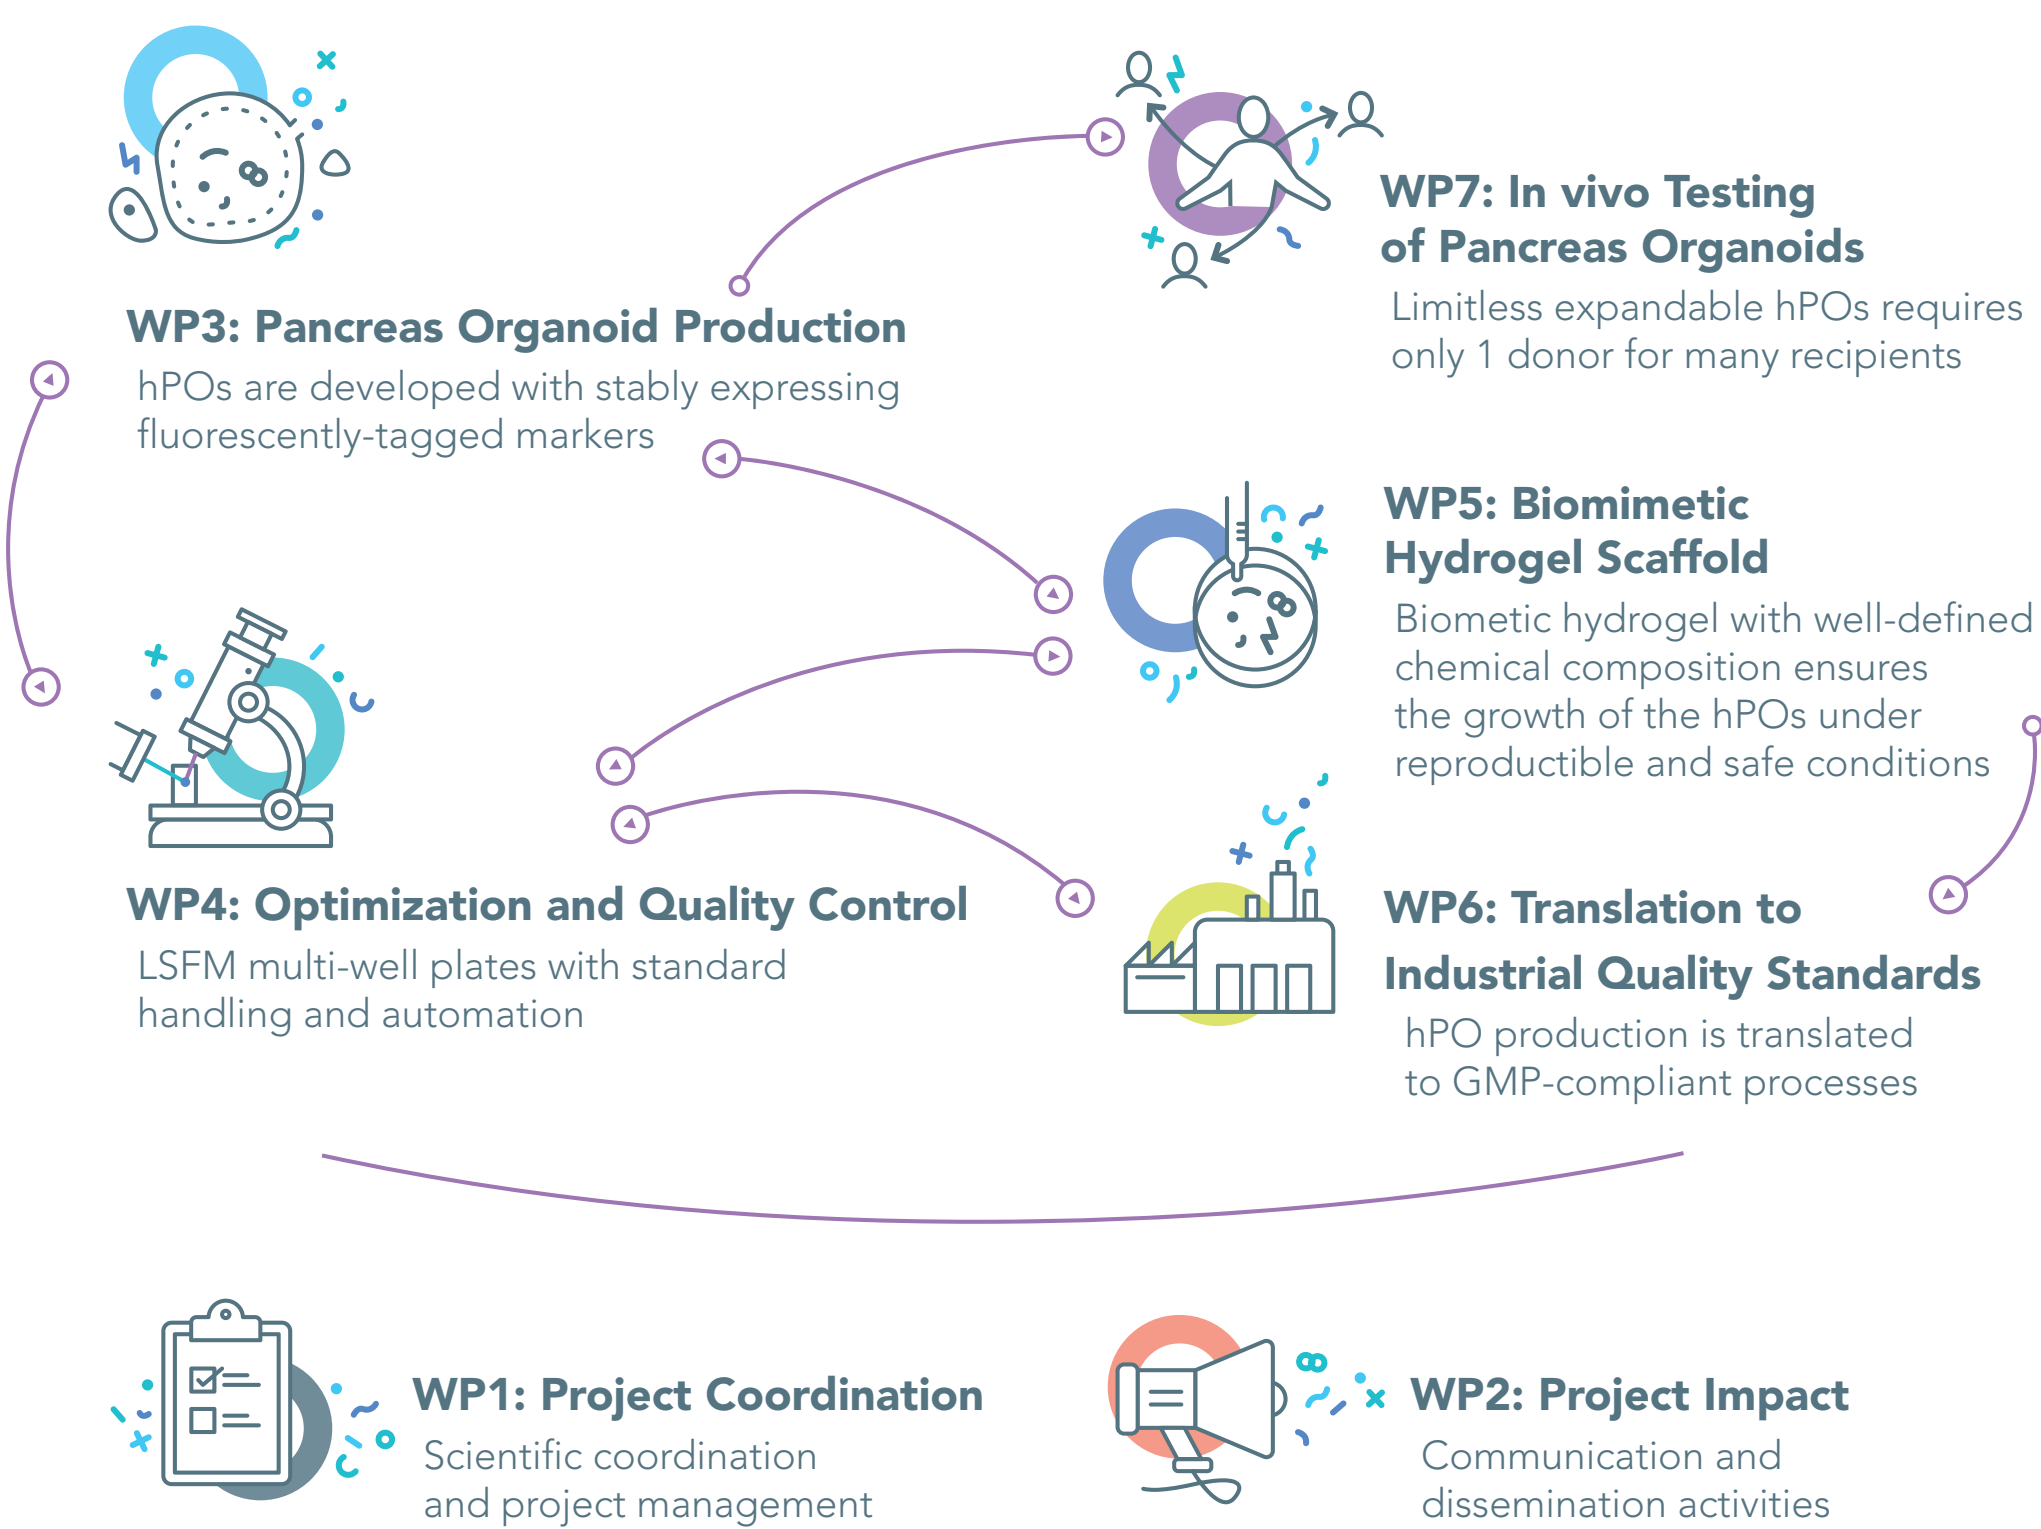 WP3: Pancreas Organoid Production
hPOs are developed with stably expressing
fluorescently-tagged markers
WP7: In vivo Testing
of Pancreas Organoids
Limitless expandable hPOs requires
only 1 donor for many recipients
WP5: Biomimetic
Hydrogel Scaffold
Biometic hydrogel with well-defined
chemical composition ensures
the growth of the hPOs under
reproductible and safe conditions
WP4: Optimization and Quality Control
LSFM multi-well plates with standard
handling and automation
WP6: Translation to
Industrial Quality Standards
hPO production is translated
to GMP-compliant processes
WP1: Project Coordination
Scientific coordination
and project management
WP2: Project Impact
Communication and
dissemination activities